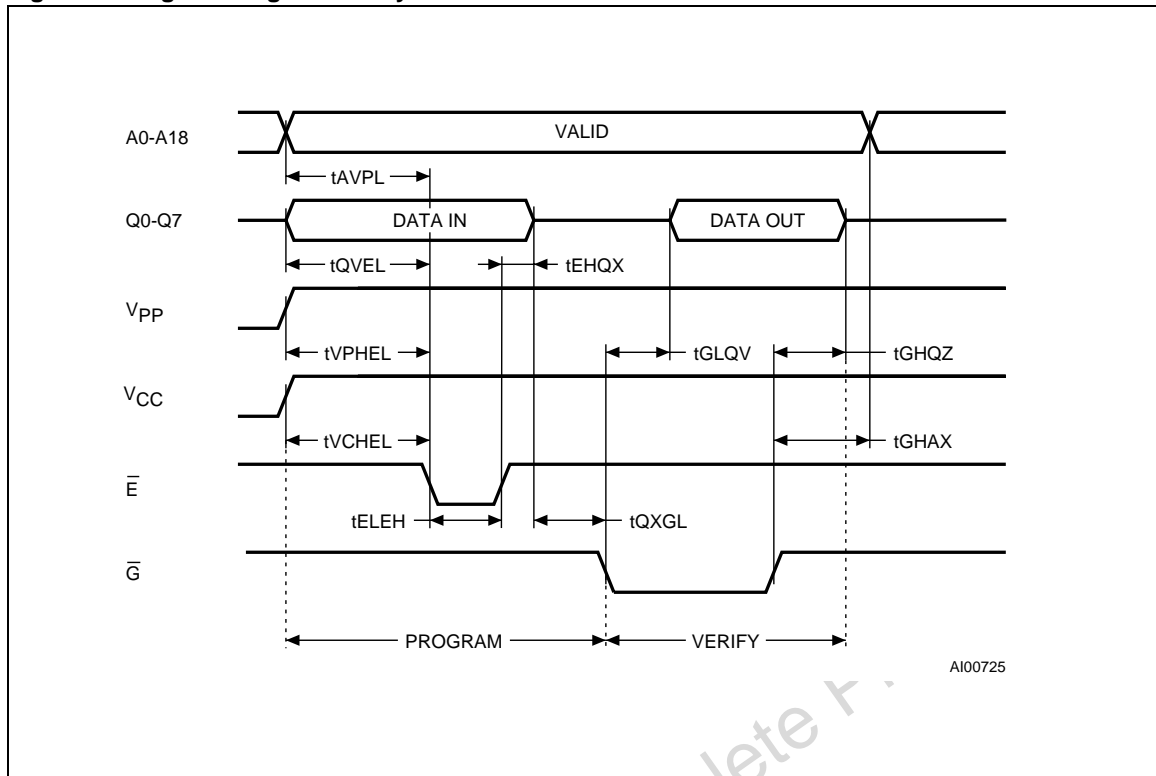 A0-A18
VALID
tAVPL
Q0-Q7
DATA IN
DATA OUT
tQVEL
tEHQX
VPP
tVPHEL
tGLQV
tGHQZ
VCC
tVCHEL
tGHAX
E̅
tELEH
tQXGL
G̅
PROGRAM
VERIFY
AI00725